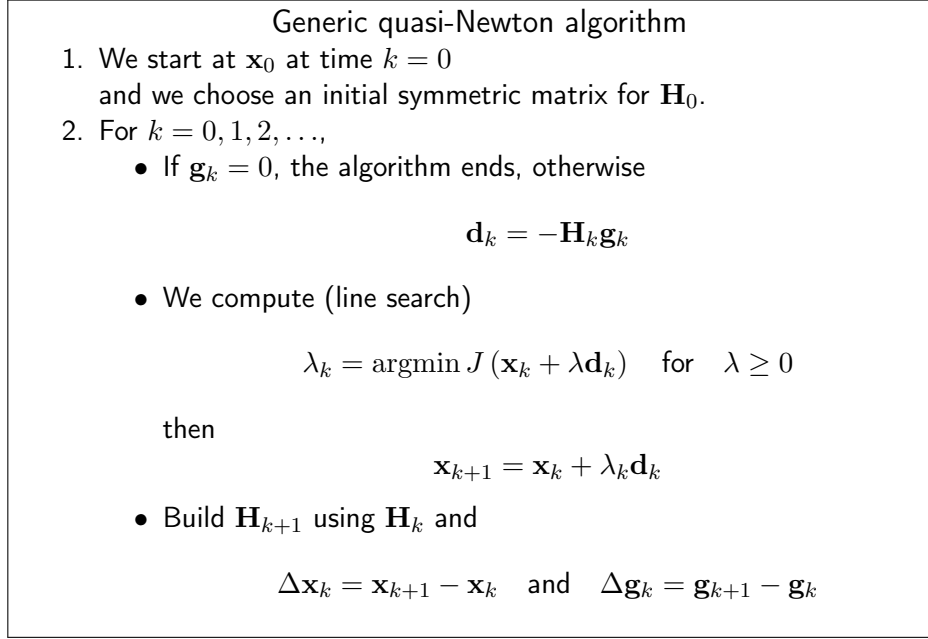 Generic quasi-Newton algorithm
1. We start at x₀ at time k = 0
and we choose an initial symmetric matrix for H₀.
2. For k = 0, 1, 2, . . .,
• If gₖ = 0, the algorithm ends, otherwise
dₖ = −Hₖgₖ
• We compute (line search)
λₖ = argmin J (xₖ + λdₖ) for λ ≥ 0
then
xₖ₊₁ = xₖ + λₖdₖ
• Build Hₖ₊₁ using Hₖ and
Δxₖ = xₖ₊₁ − xₖ and Δgₖ = gₖ₊₁ − gₖ